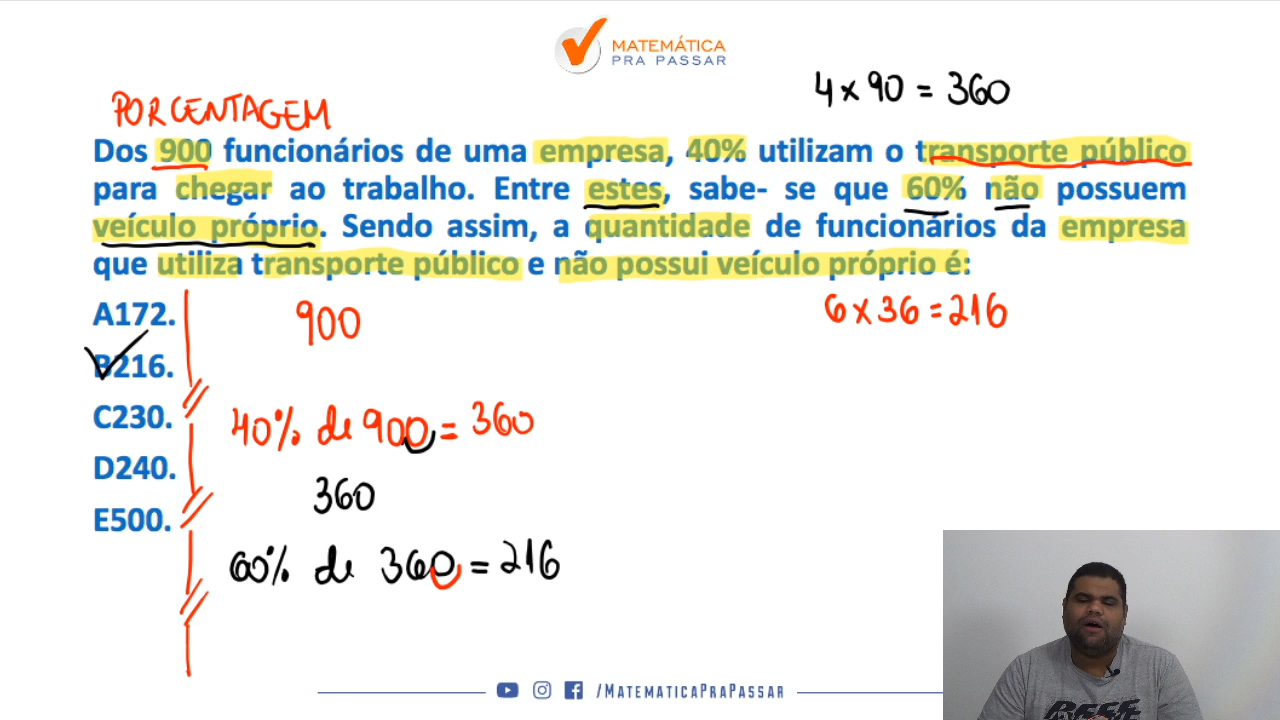 MATEMÁTICA
PRA PASSAR
4 x 90 = 360
PORCENTAGEM
Dos 900 funcionários de uma empresa, 40% utilizam o transporte público
para chegar ao trabalho. Entre estes, sabe- se que 60% não possuem
veículo próprio. Sendo assim, a quantidade de funcionários da empresa
que utiliza transporte público e não possui veículo próprio é:
A172.
B216.
C230.
D240.
E500.
900
6 x 36 = 216
40% de 900 = 360
360
60% de 360 = 216
/MATEMATICAPRAPASSAR